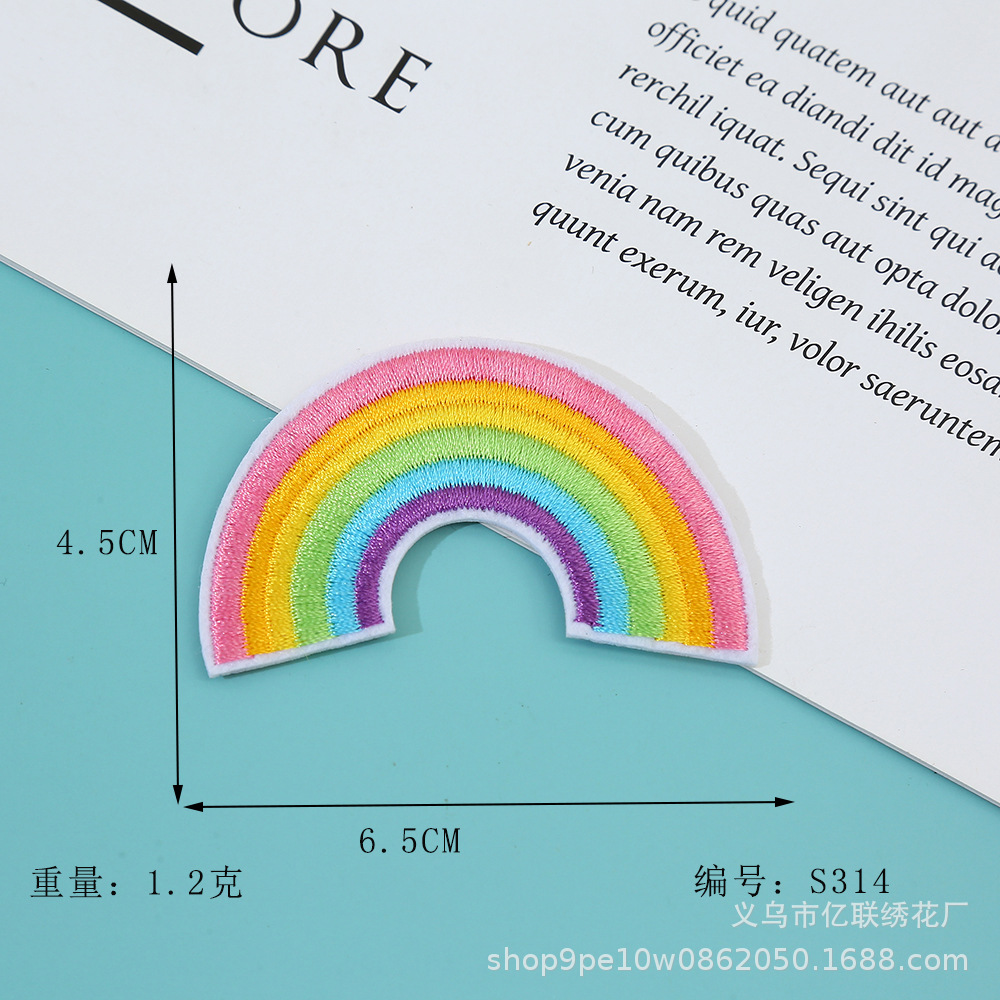 ORE
quid quatem aut aut
officiet ea diandi dit id mag
rerchil iquat. Sequi sint qui
cum quibus quas aut opta dolo
venia nam rem veligen ihilis eosa
quunt exerum, iur, volor saerunten
4.5CM
6.5CM
重量：1.2克
编号：S314
义乌市亿联绣花厂
shop9pe10w0862050.1688.com